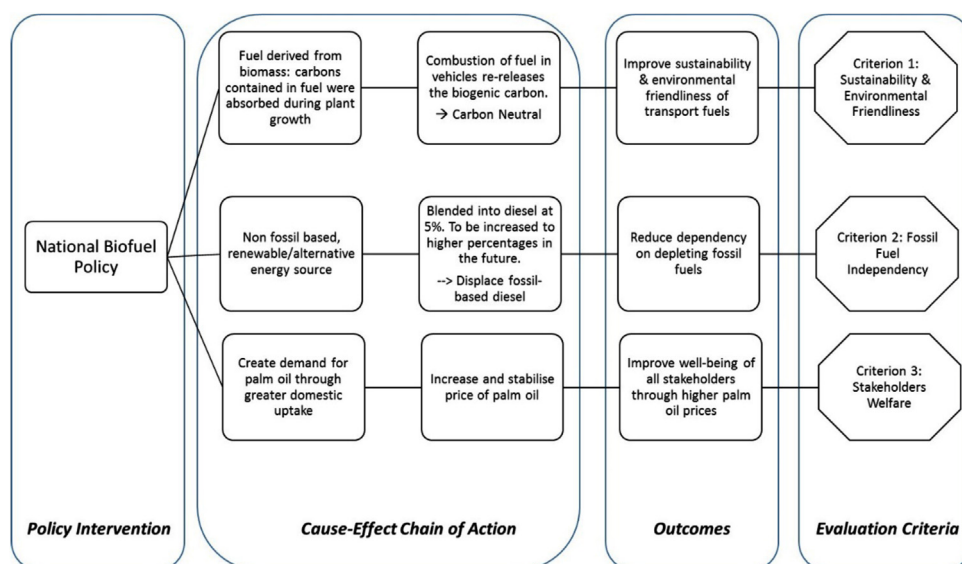 National Biofuel
Policy
Fuel derived from
biomass: carbons
contained in fuel were
absorbed during plant
growth
Combustion of fuel in
vehicles re-releases
the biogenic carbon.
→ Carbon Neutral
Improve sustainability
& environmental
friendliness of
transport fuels
Criterion 1:
Sustainability &
Environmental
Friendliness
Non fossil based,
renewable/alternative
energy source
Blended into diesel at
5%. To be increased to
higher percentages in
the future.
--> Displace fossil-
based diesel
Reduce dependency
on depleting fossil
fuels
Criterion 2: Fossil
Fuel
Independency
Create demand for
palm oil through
greater domestic
uptake
Increase and stabilise
price of palm oil
Improve well-being of
all stakeholders
through higher palm
oil prices
Criterion 3:
Stakeholders
Welfare
Policy Intervention
Cause-Effect Chain of Action
Outcomes
Evaluation Criteria